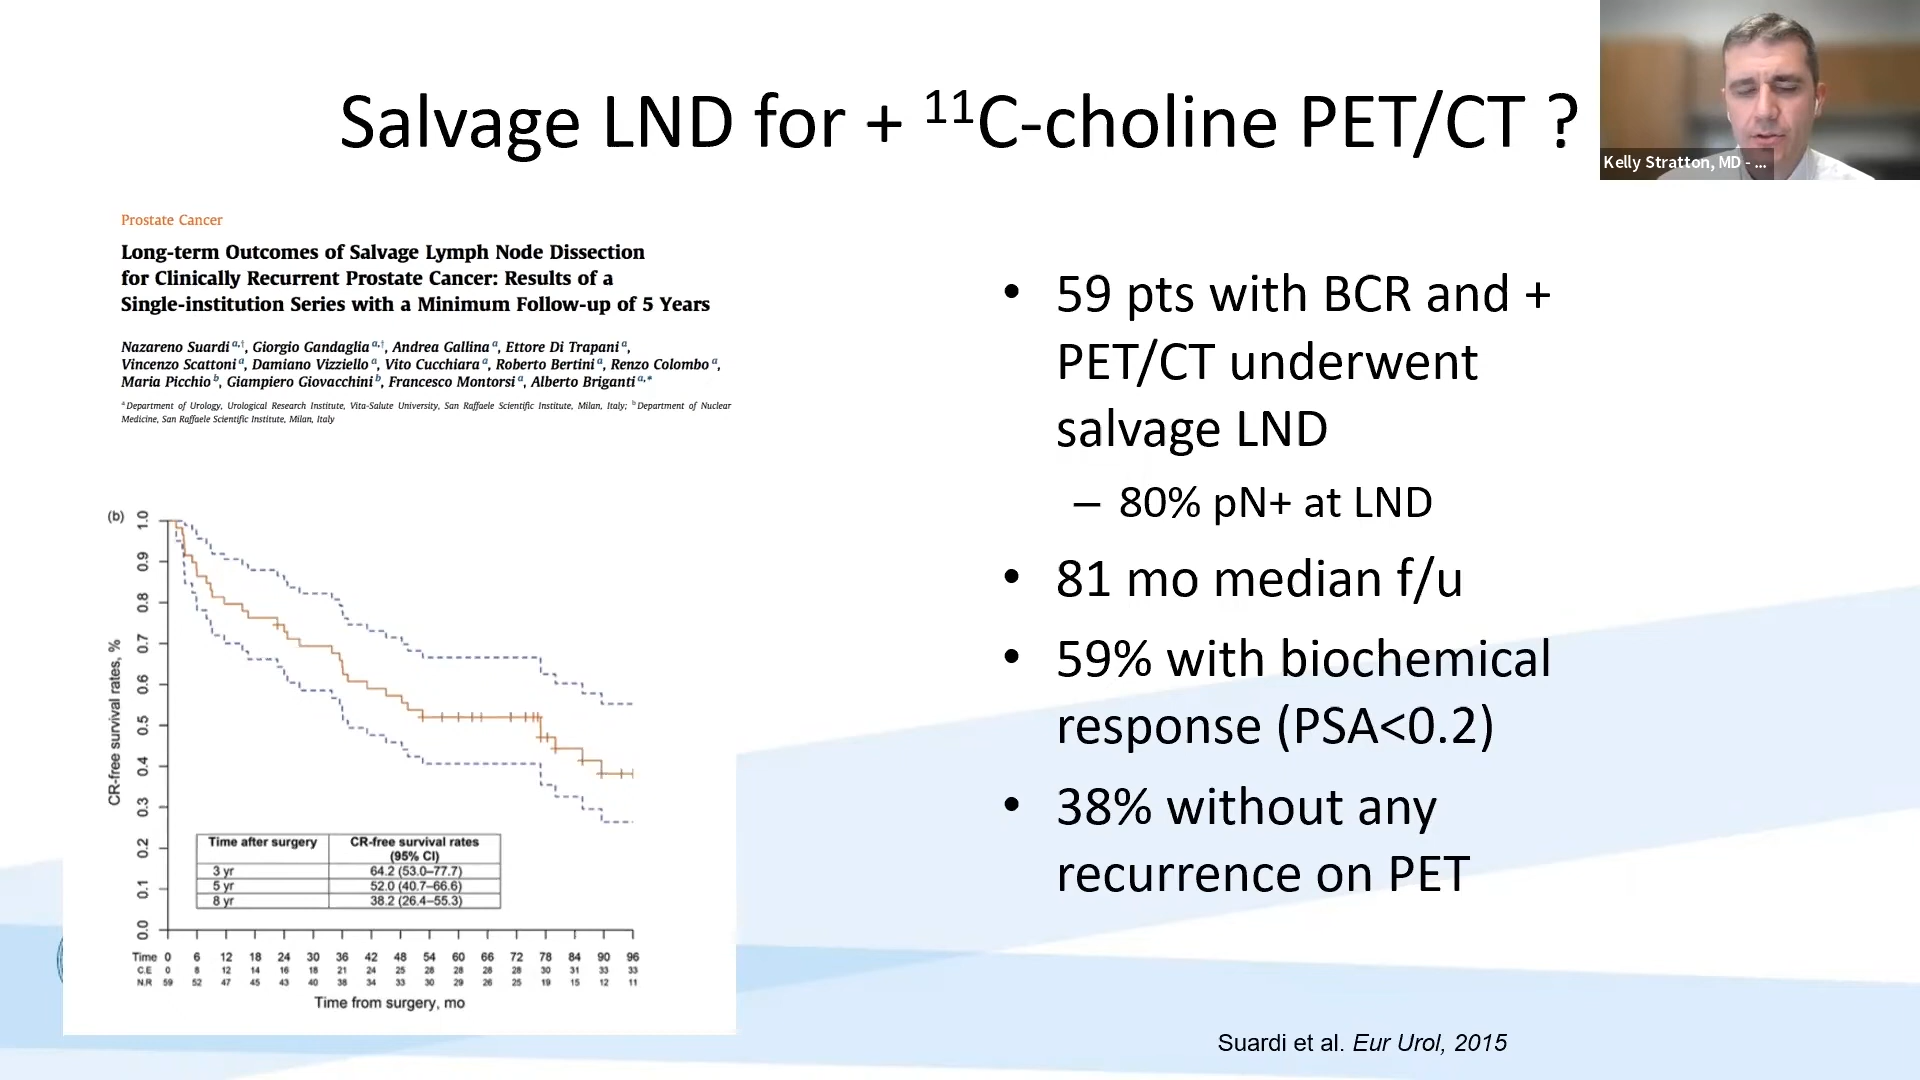 Salvage LND for + ¹¹C-choline PET/CT ?
Kelly Stratton, MD - ...
Prostate Cancer
Long-term Outcomes of Salvage Lymph Node Dissection
for Clinically Recurrent Prostate Cancer: Results of a
Single-institution Series with a Minimum Follow-up of 5 Years
Nazareno Suardi a,†, Giorgio Gandaglia a,†, Andrea Gallina a, Ettore Di Trapani a,
Vincenzo Scattoni a, Damiano Vizziello a, Vito Cucchiara a, Roberto Bertini a, Renzo Colombo a,
Maria Picchio b, Giampiero Giovacchini b, Francesco Montorsi a, Alberto Briganti a,*
a Department of Urology, Urological Research Institute, Vita-Salute University, San Raffaele Scientific Institute, Milan, Italy; b Department of Nuclear
Medicine, San Raffaele Scientific Institute, Milan, Italy
(b)
CR-free survival rates, %
1.0
0.9
0.8
0.7
0.6
0.5
0.4
0.3
0.2
0.1
0.0
Time after surgery CR-free survival rates
(95% CI)
3 yr 64.2 (53.0–77.7)
5 yr 52.0 (40.7–66.6)
8 yr 38.2 (26.4–55.3)
Time 0 6 12 18 24 30 36 42 48 54 60 66 72 78 84 90 96
C.E 0 8 12 14 16 18 21 24 25 28 28 28 28 30 31 33 33
N.R 59 52 47 45 43 40 38 34 33 30 29 26 25 19 15 12 11
Time from surgery, mo
• 59 pts with BCR and +
PET/CT underwent
salvage LND
– 80% pN+ at LND
• 81 mo median f/u
• 59% with biochemical
response (PSA<0.2)
• 38% without any
recurrence on PET
Suardi et al. Eur Urol, 2015